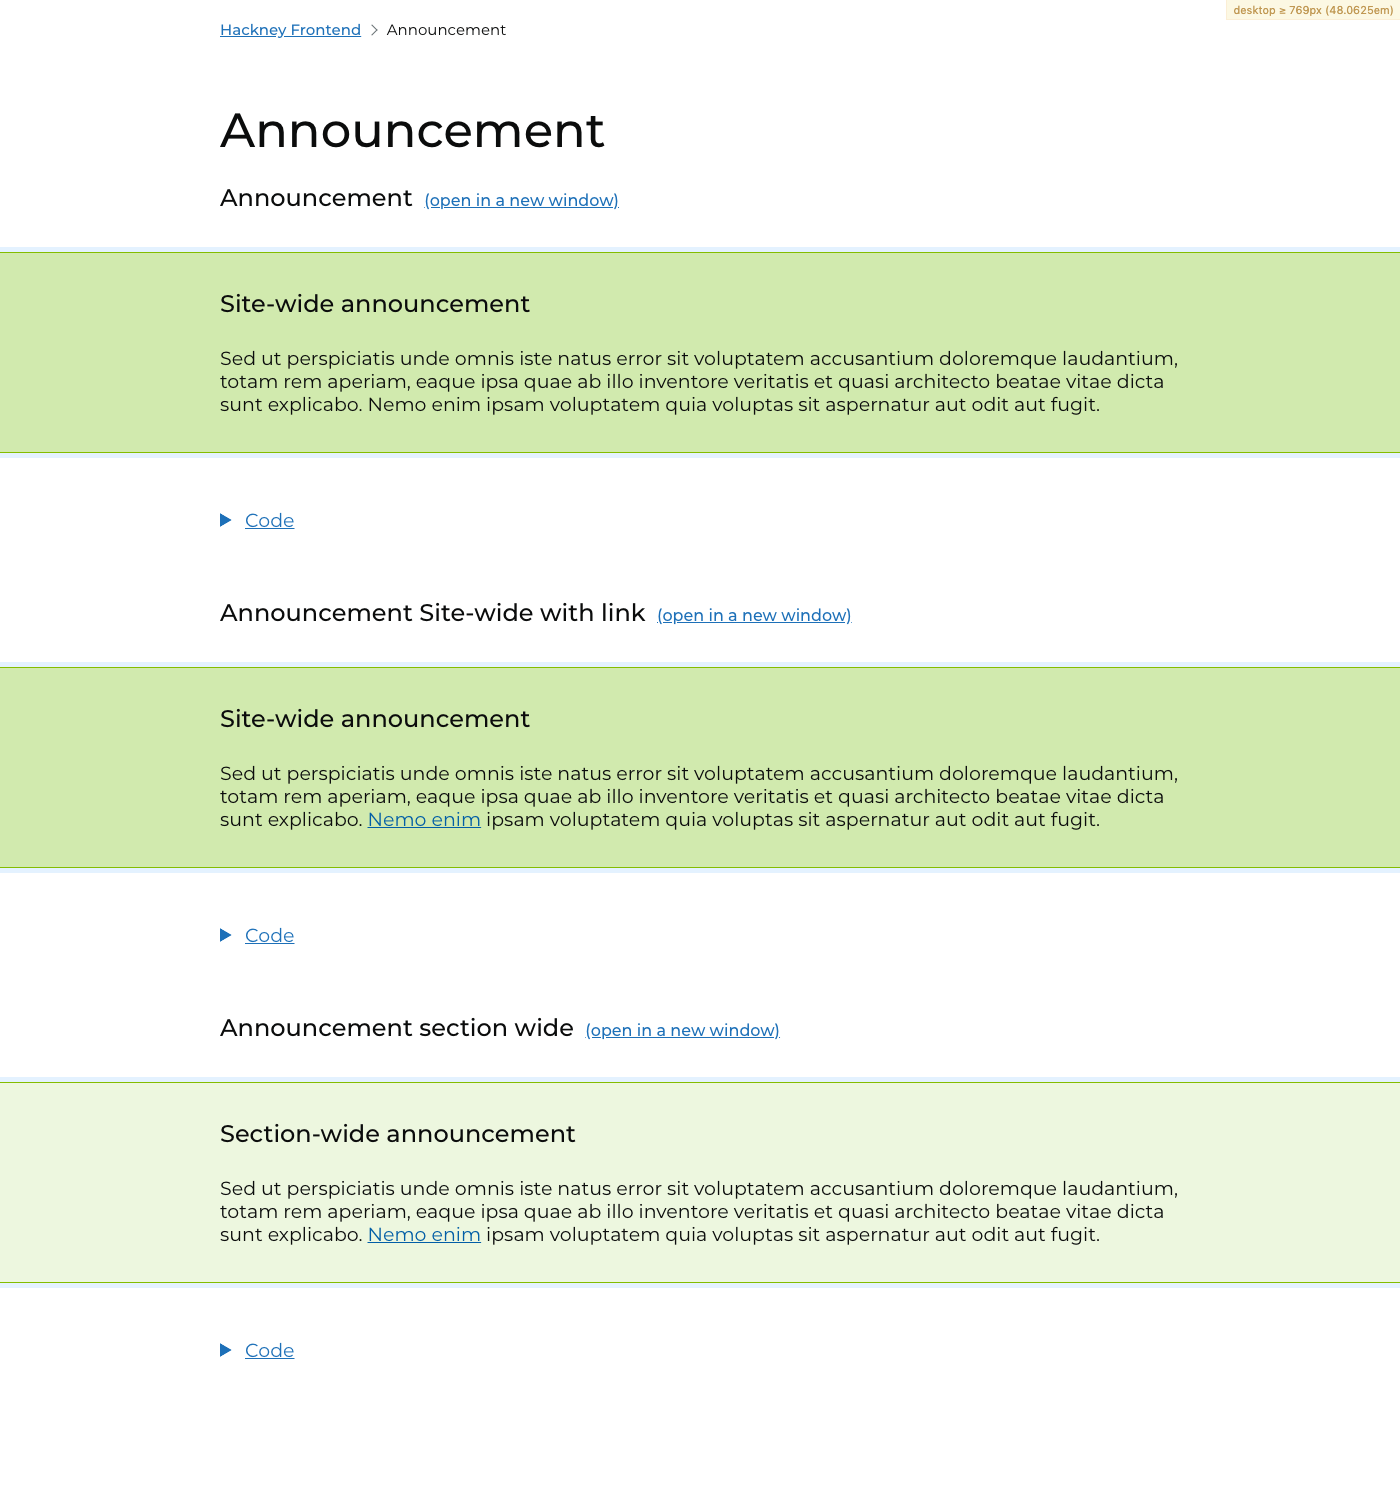 desktop ≥ 769px (48.0625em)
Hackney Frontend > Announcement
Announcement
Announcement (open in a new window)
Site-wide announcement
Sed ut perspiciatis unde omnis iste natus error sit voluptatem accusantium doloremque laudantium,
totam rem aperiam, eaque ipsa quae ab illo inventore veritatis et quasi architecto beatae vitae dicta
sunt explicabo. Nemo enim ipsam voluptatem quia voluptas sit aspernatur aut odit aut fugit.
Code
Announcement Site-wide with link (open in a new window)
Site-wide announcement
Sed ut perspiciatis unde omnis iste natus error sit voluptatem accusantium doloremque laudantium,
totam rem aperiam, eaque ipsa quae ab illo inventore veritatis et quasi architecto beatae vitae dicta
sunt explicabo. Nemo enim ipsam voluptatem quia voluptas sit aspernatur aut odit aut fugit.
Code
Announcement section wide (open in a new window)
Section-wide announcement
Sed ut perspiciatis unde omnis iste natus error sit voluptatem accusantium doloremque laudantium,
totam rem aperiam, eaque ipsa quae ab illo inventore veritatis et quasi architecto beatae vitae dicta
sunt explicabo. Nemo enim ipsam voluptatem quia voluptas sit aspernatur aut odit aut fugit.
Code